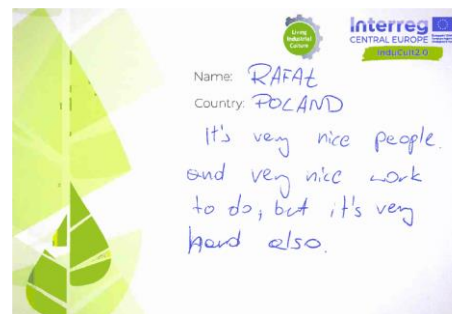 Living
Industrial
Culture
Interreg
CENTRAL EUROPE
InduCult2.0
Name: RAFAŁ
Country: POLAND
It's very nice people.
and very nice work
to do, but it's very
hard also.